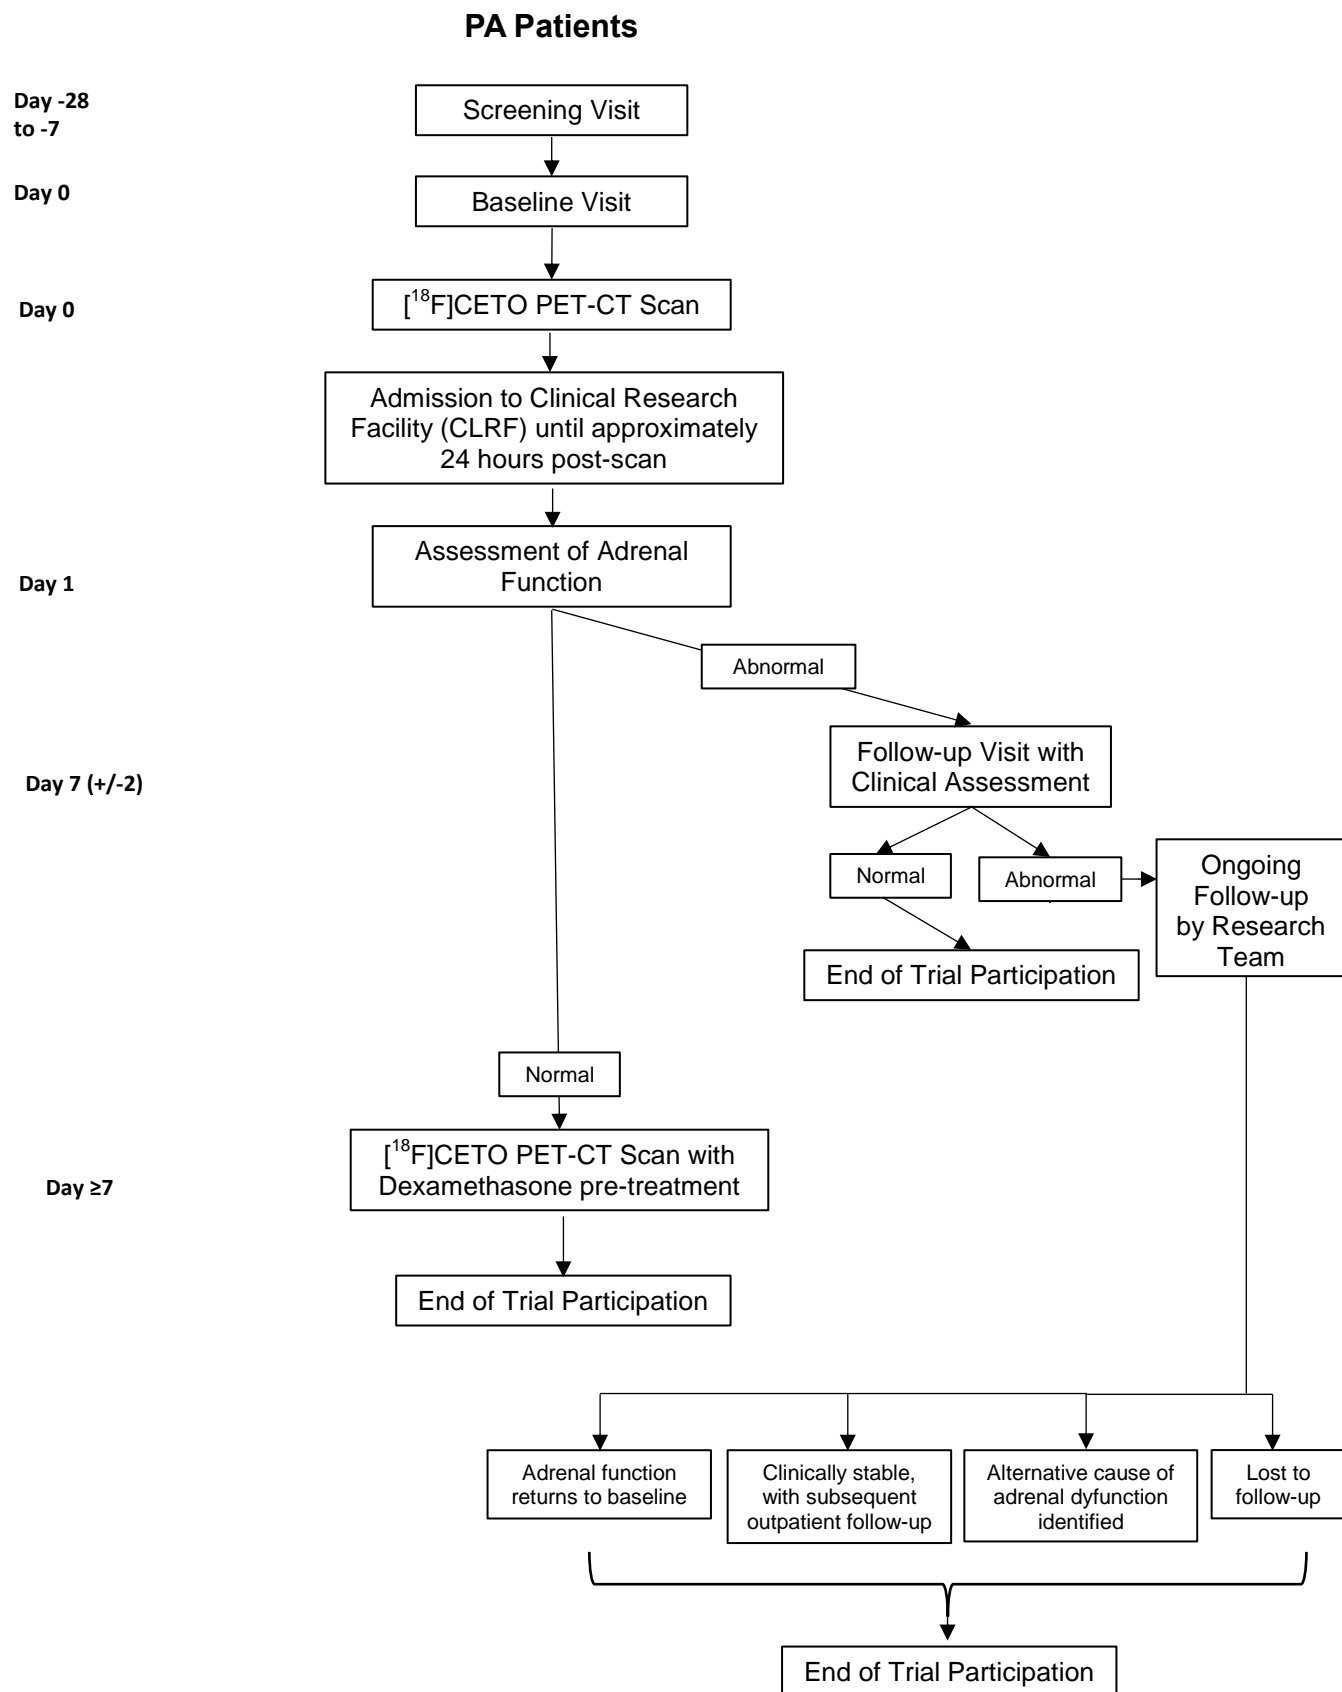 PA Patients
Day -28
to -7
Screening Visit
Day 0
Baseline Visit
Day 0
[18F]CETO PET-CT Scan
Admission to Clinical Research
Facility (CLRF) until approximately
24 hours post-scan
Day 1
Assessment of Adrenal
Function
Abnormal
Day 7 (+/-2)
Follow-up Visit with
Clinical Assessment
Normal
Abnormal
Ongoing
Follow-up
by Research
Team
End of Trial Participation
Normal
Day ≥7
[18F]CETO PET-CT Scan with
Dexamethasone pre-treatment
End of Trial Participation
Adrenal function
returns to baseline
Clinically stable,
with subsequent
outpatient follow-up
Alternative cause of
adrenal dyfunction
identified
Lost to
follow-up
End of Trial Participation